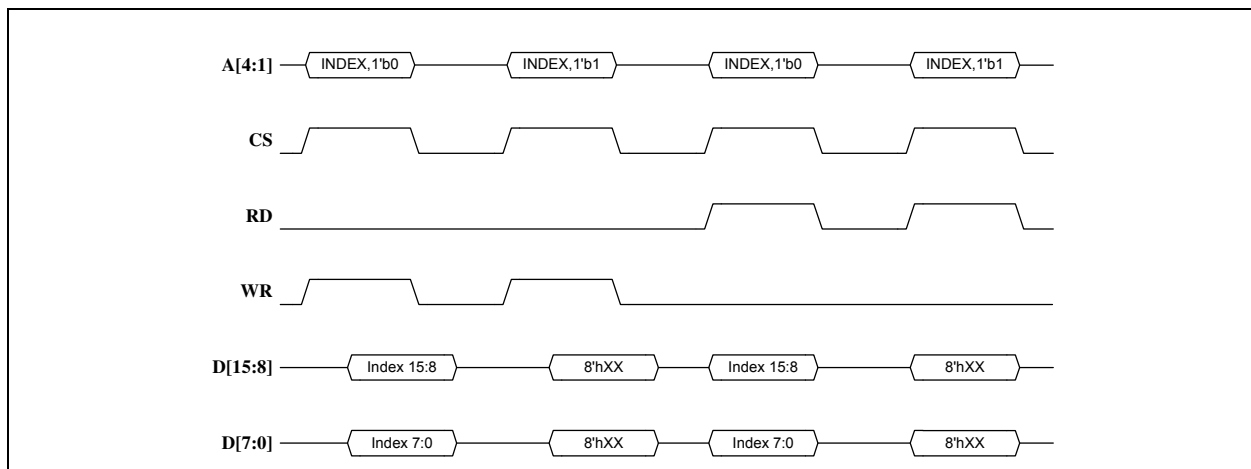 A[4:1] INDEX,1'b0 INDEX,1'b1 INDEX,1'b0 INDEX,1'b1
CS
RD
WR
D[15:8] Index 15:8 8'hXX Index 15:8 8'hXX
D[7:0] Index 7:0 8'hXX Index 7:0 8'hXX